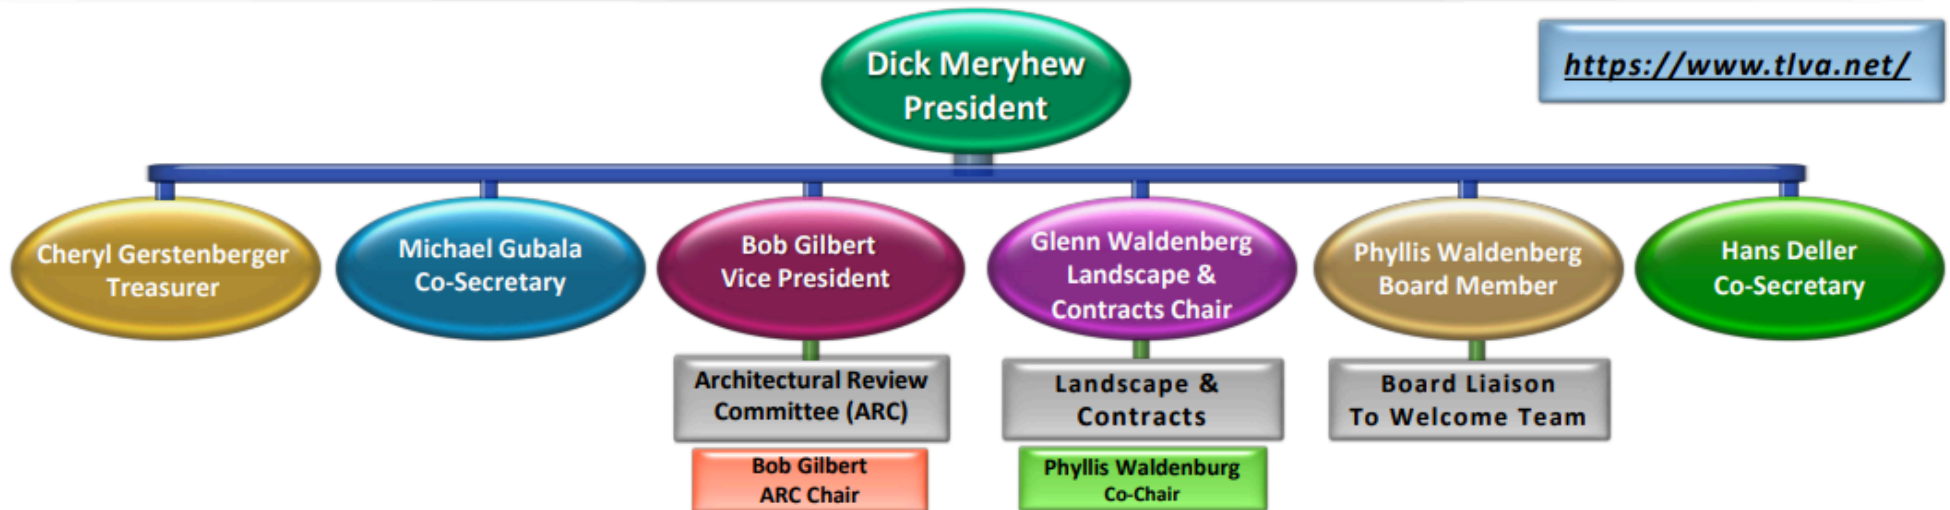 Dick Meryhew
President
https://www.tlva.net/
Cheryl Gerstenberger
Treasurer
Michael Gubala
Co-Secretary
Bob Gilbert
Vice President
Glenn Waldenberg
Landscape &
Contracts Chair
Phyllis Waldenberg
Board Member
Hans Deller
Co-Secretary
Architectural Review
Committee (ARC)
Landscape &
Contracts
Board Liaison
To Welcome Team
Bob Gilbert
ARC Chair
Phyllis Waldenburg
Co-Chair